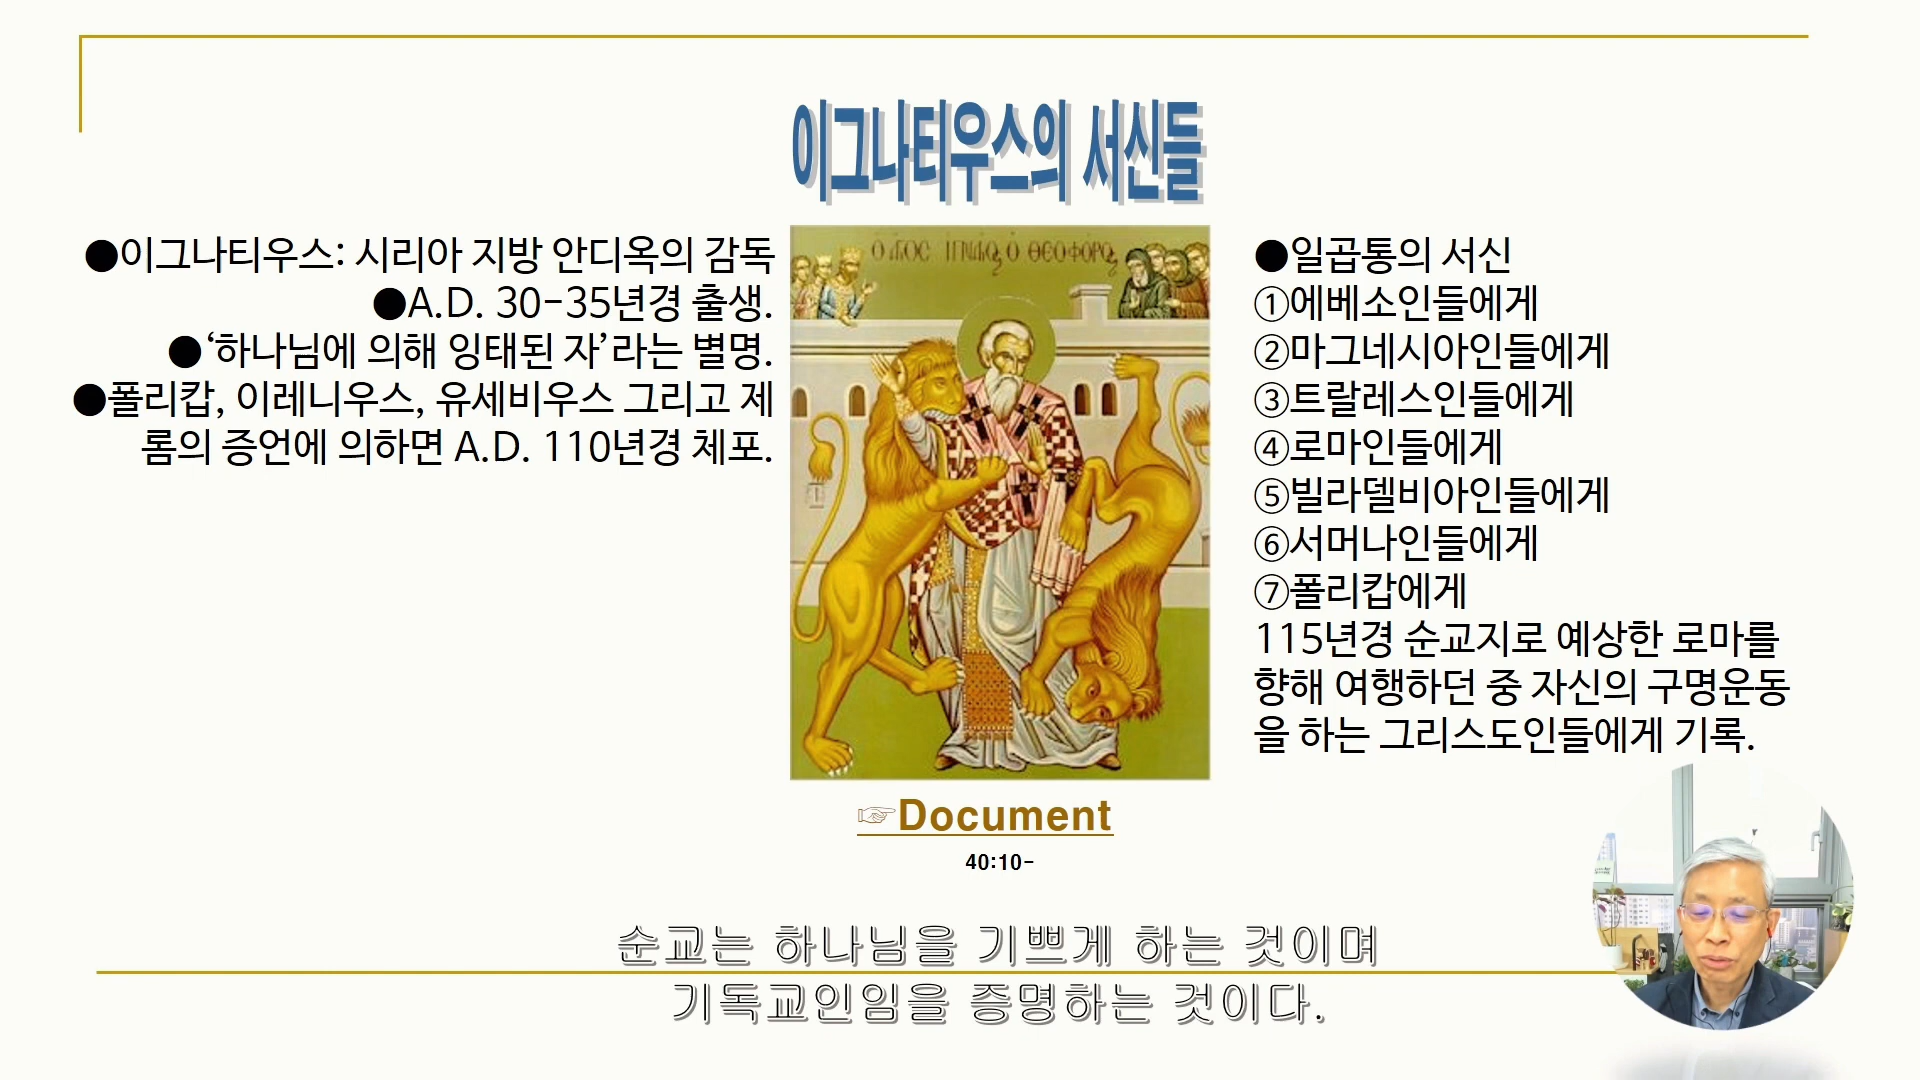 이그나티우스의 서신들
●이그나티우스: 시리아 지방 안디옥의 감독
●A.D. 30-35년경 출생.
●‘하나님에 의해 잉태된 자’라는 별명.
●폴리캅, 이레니우스, 유세비우스 그리고 제
롬의 증언에 의하면 A.D. 110년경 체포.
●일곱통의 서신
①에베소인들에게
②마그네시아인들에게
③트랄레스인들에게
④로마인들에게
⑤빌라델비아인들에게
⑥서머나인들에게
⑦폴리캅에게
115년경 순교지로 예상한 로마를
향해 여행하던 중 자신의 구명운동
을 하는 그리스도인들에게 기록.
☞Document
40:10-
순교는 하나님을 기쁘게 하는 것이며
기독교인임을 증명하는 것이다.